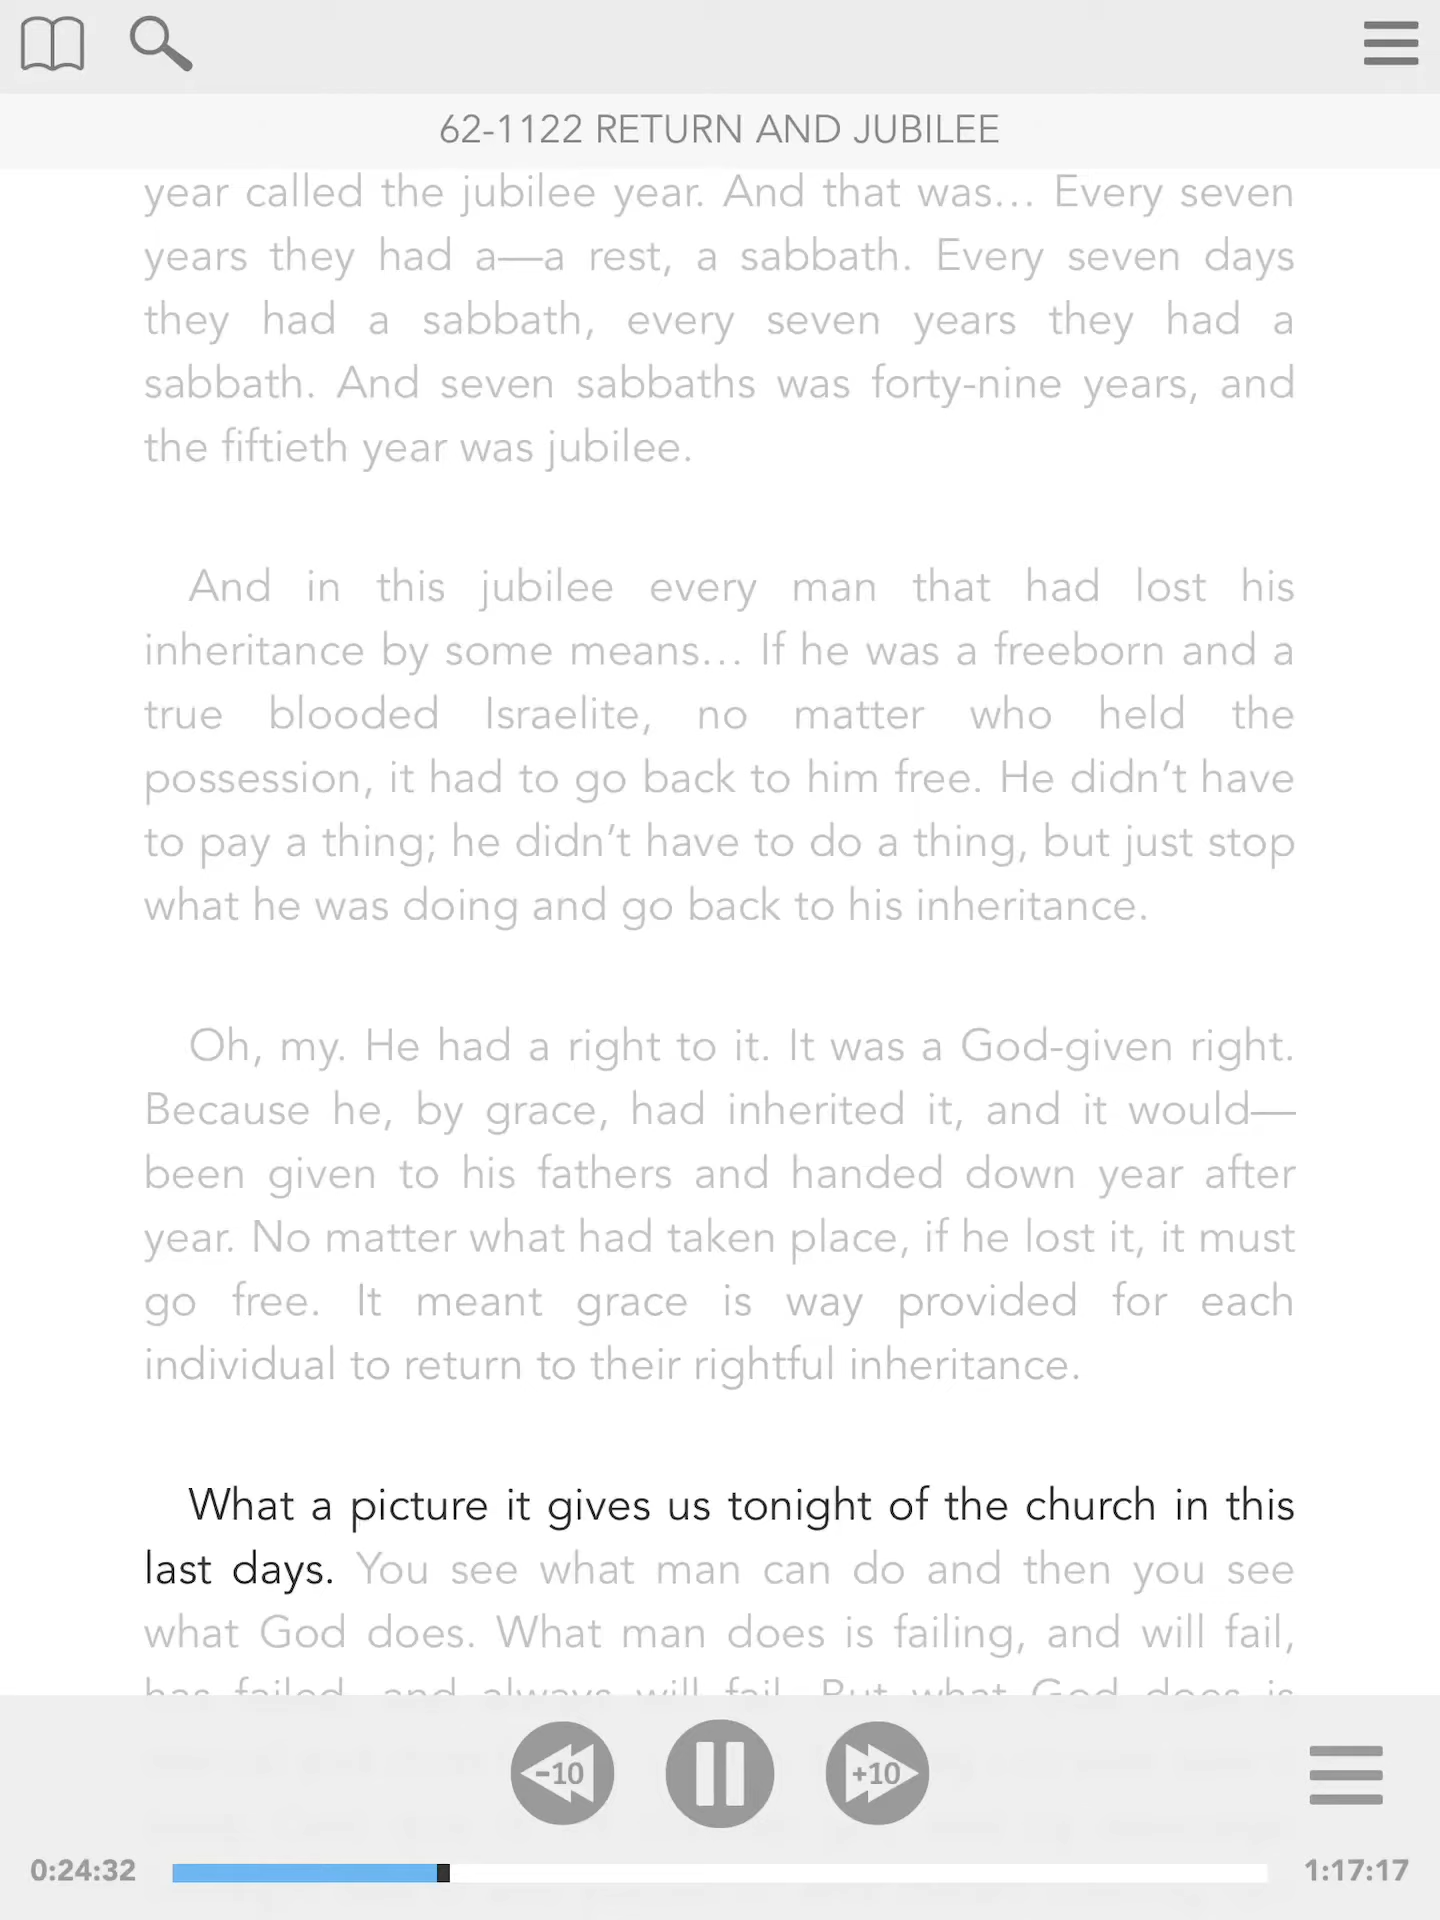 62-1122 RETURN AND JUBILEE
year called the jubilee year. And that was… Every seven
years they had a—a rest, a sabbath. Every seven days
they had a sabbath, every seven years they had a
sabbath. And seven sabbaths was forty-nine years, and
the fiftieth year was jubilee.
And in this jubilee every man that had lost his
inheritance by some means… If he was a freeborn and a
true blooded Israelite, no matter who held the
possession, it had to go back to him free. He didn’t have
to pay a thing; he didn’t have to do a thing, but just stop
what he was doing and go back to his inheritance.
Oh, my. He had a right to it. It was a God-given right.
Because he, by grace, had inherited it, and it would—
been given to his fathers and handed down year after
year. No matter what had taken place, if he lost it, it must
go free. It meant grace is way provided for each
individual to return to their rightful inheritance.
What a picture it gives us tonight of the church in this
last days. You see what man can do and then you see
what God does. What man does is failing, and will fail,
has failed, and always will fail. But what God does is
-10
+10
0:24:32
1:17:17